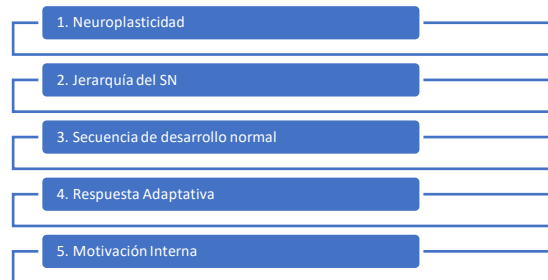 1. Neuroplasticidad
2. Jerarquía del SN
3. Secuencia de desarrollo normal
4. Respuesta Adaptativa
5. Motivación Interna